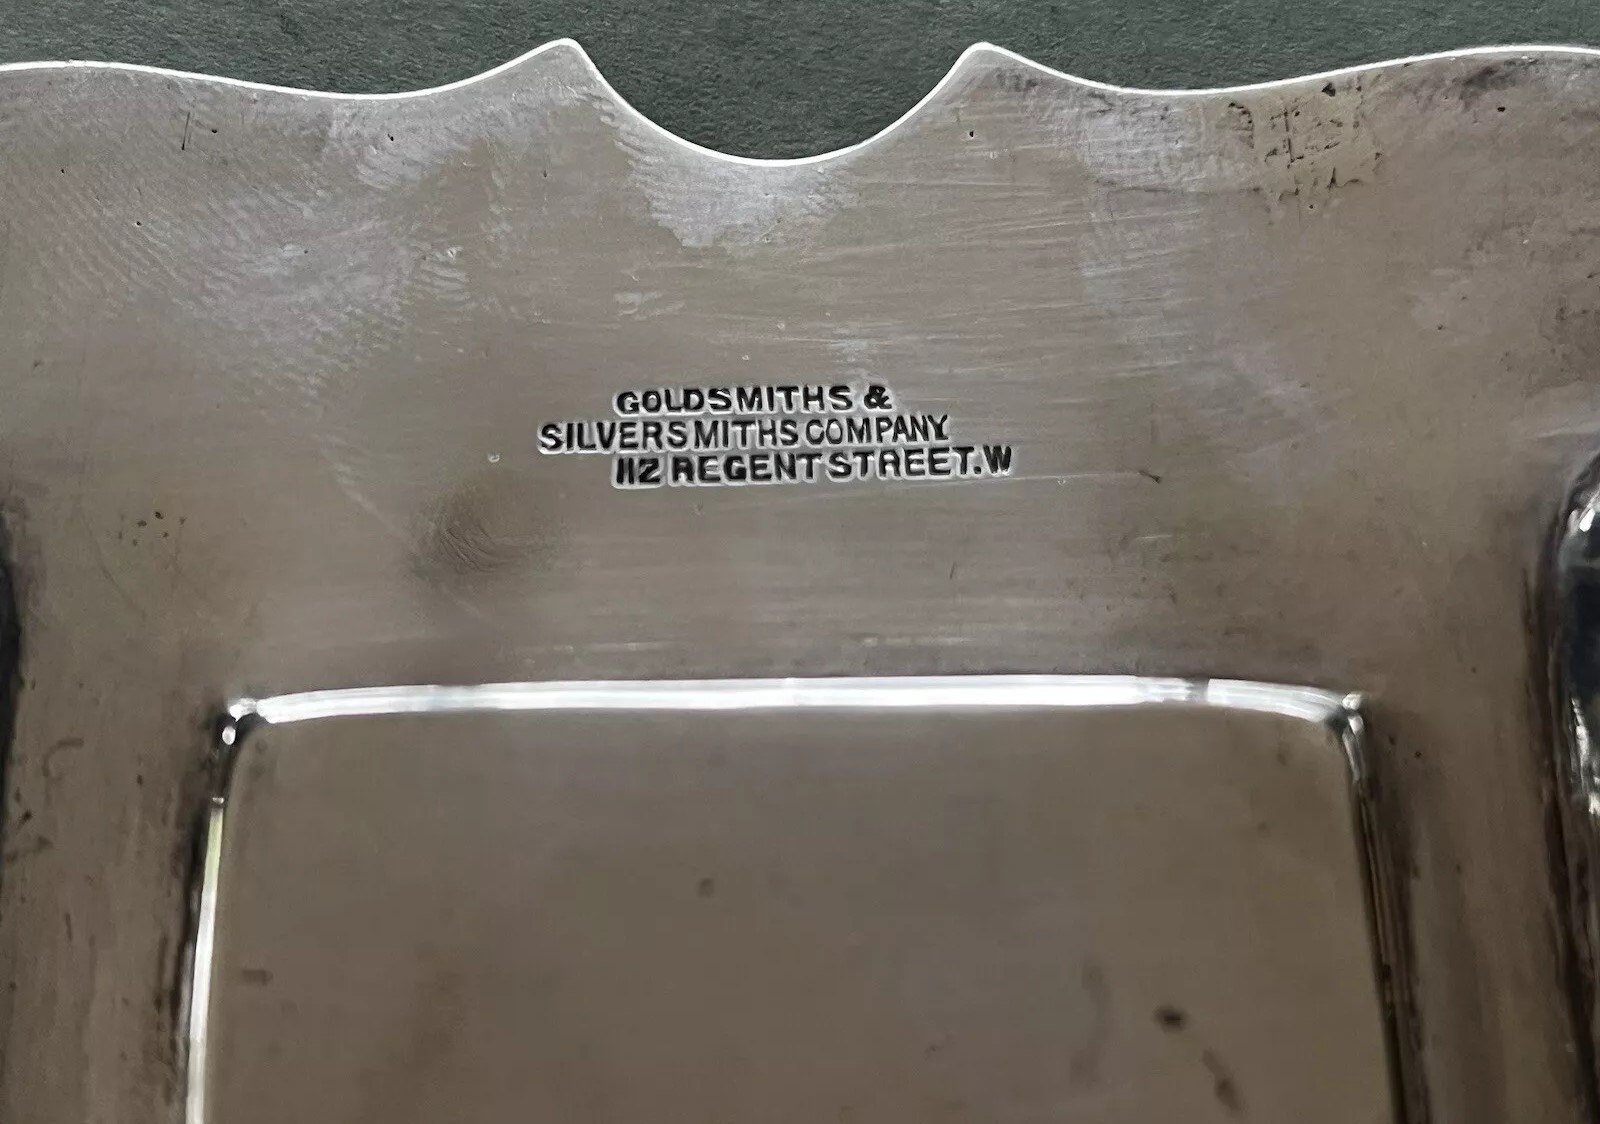 GOLDSMITHS &
SILVERSMITHS COMPANY
112 REGENT STREET. W